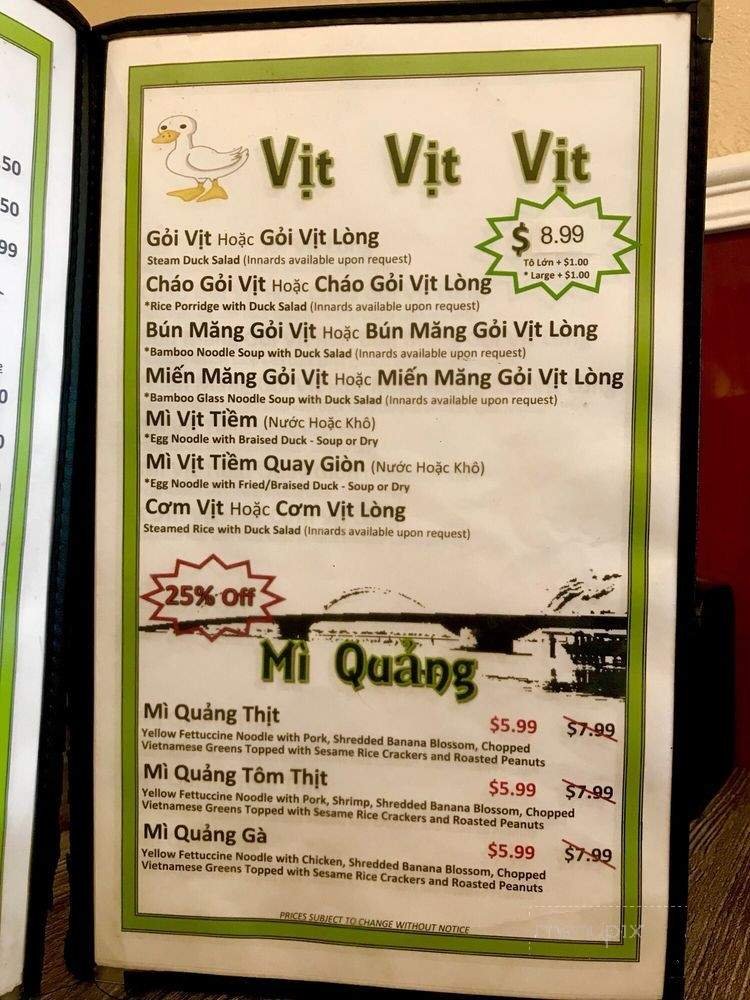 .50
50
99
0
Vịt Vịt Vịt
$ 8.99
Tô Lớn + $1.00
* Large + $1.00
Gỏi Vịt Hoặc Gỏi Vịt Lòng
Steam Duck Salad (Innards available upon request)
Cháo Gỏi Vịt Hoặc Cháo Gỏi Vịt Lòng
*Rice Porridge with Duck Salad (Innards available upon request)
Bún Măng Gỏi Vịt Hoặc Bún Măng Gỏi Vịt Lòng
*Bamboo Noodle Soup with Duck Salad (Innards available upon request)
Miến Măng Gỏi Vịt Hoặc Miến Măng Gỏi Vịt Lòng
*Bamboo Glass Noodle Soup with Duck Salad (Innards available upon request)
Mì Vịt Tiềm (Nước Hoặc Khô)
*Egg Noodle with Braised Duck - Soup or Dry
Mì Vịt Tiềm Quay Giòn (Nước Hoặc Khô)
*Egg Noodle with Fried/Braised Duck - Soup or Dry
Cơm Vịt Hoặc Cơm Vịt Lòng
Steamed Rice with Duck Salad (Innards available upon request)
25% Off
Mì Quảng
Mì Quảng Thịt $5.99 $7.99
Yellow Fettuccine Noodle with Pork, Shredded Banana Blossom, Chopped
Vietnamese Greens Topped with Sesame Rice Crackers and Roasted Peanuts
Mì Quảng Tôm Thịt $5.99 $7.99
Yellow Fettuccine Noodle with Pork, Shrimp, Shredded Banana Blossom, Chopped
Vietnamese Greens Topped with Sesame Rice Crackers and Roasted Peanuts
Mì Quảng Gà $5.99 $7.99
Yellow Fettuccine Noodle with Chicken, Shredded Banana Blossom, Chopped
Vietnamese Greens Topped with Sesame Rice Crackers and Roasted Peanuts
PRICES SUBJECT TO CHANGE WITHOUT NOTICE
menupix